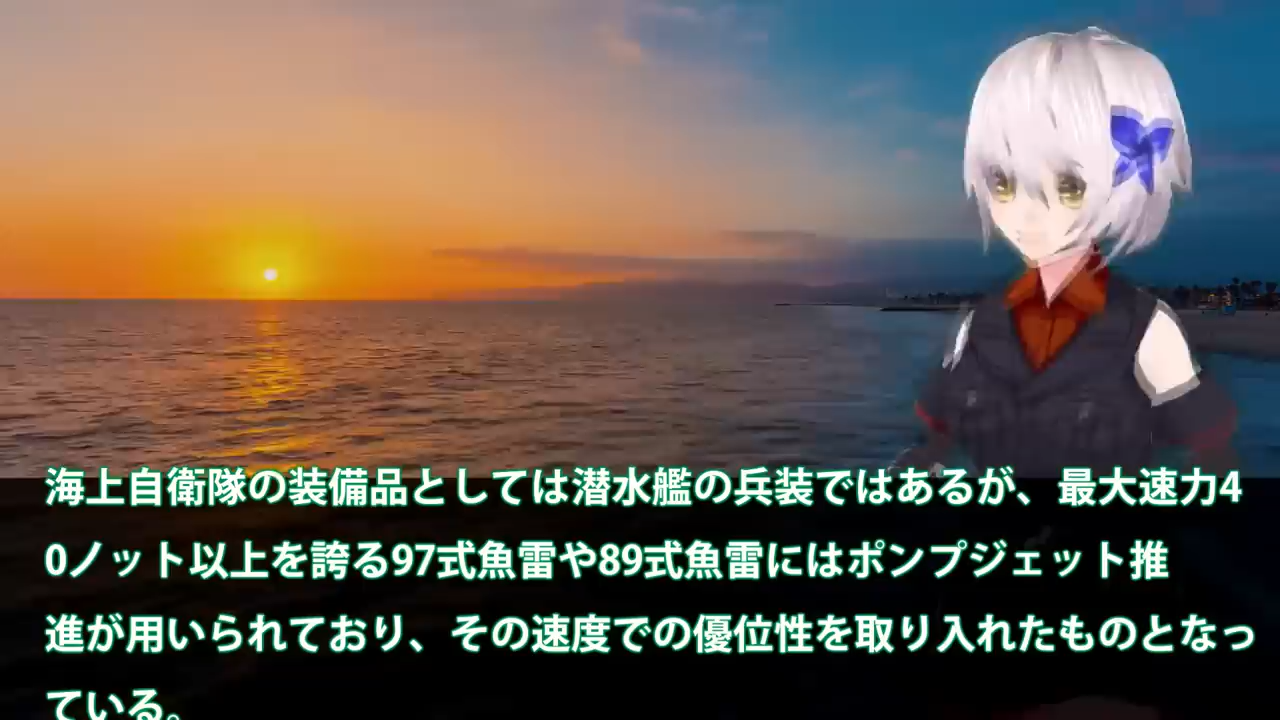 海上自衛隊の装備品としては潜水艦の兵装ではあるが、最大速力4
0ノット以上を誇る97式魚雷や89式魚雷にはポンプジェット推
進が用いられており、その速度での優位性を取り入れたものとなっ
ている。